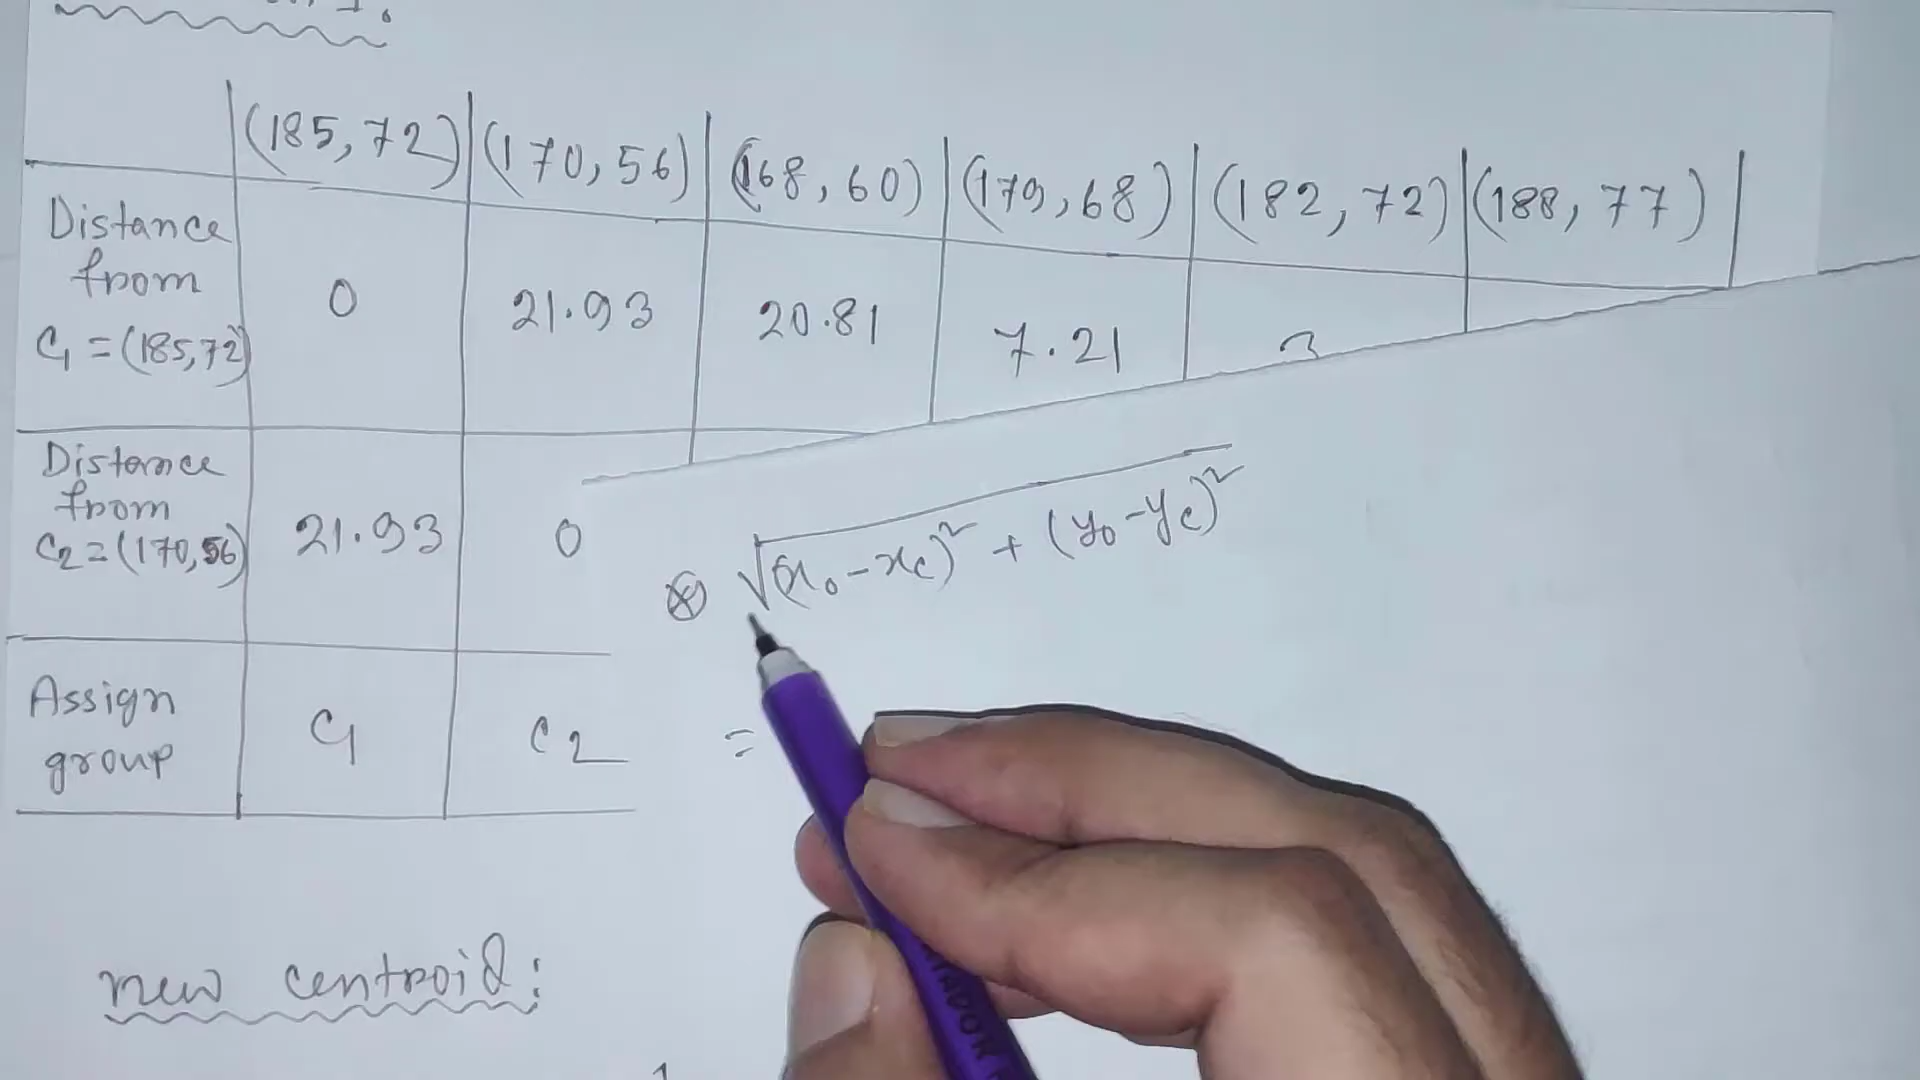 (185,72) (170,56) (168,60) (179,68) (182,72) (188,77)
Distance from C1 = (185,72) 0 21.93 20.81 7.21 3
Distance from C2 = (170,56) 21.93 0
Assign group C1 C2
⊗ √(x₀-xc)² + (y₀-yc)²
=
new centroid: